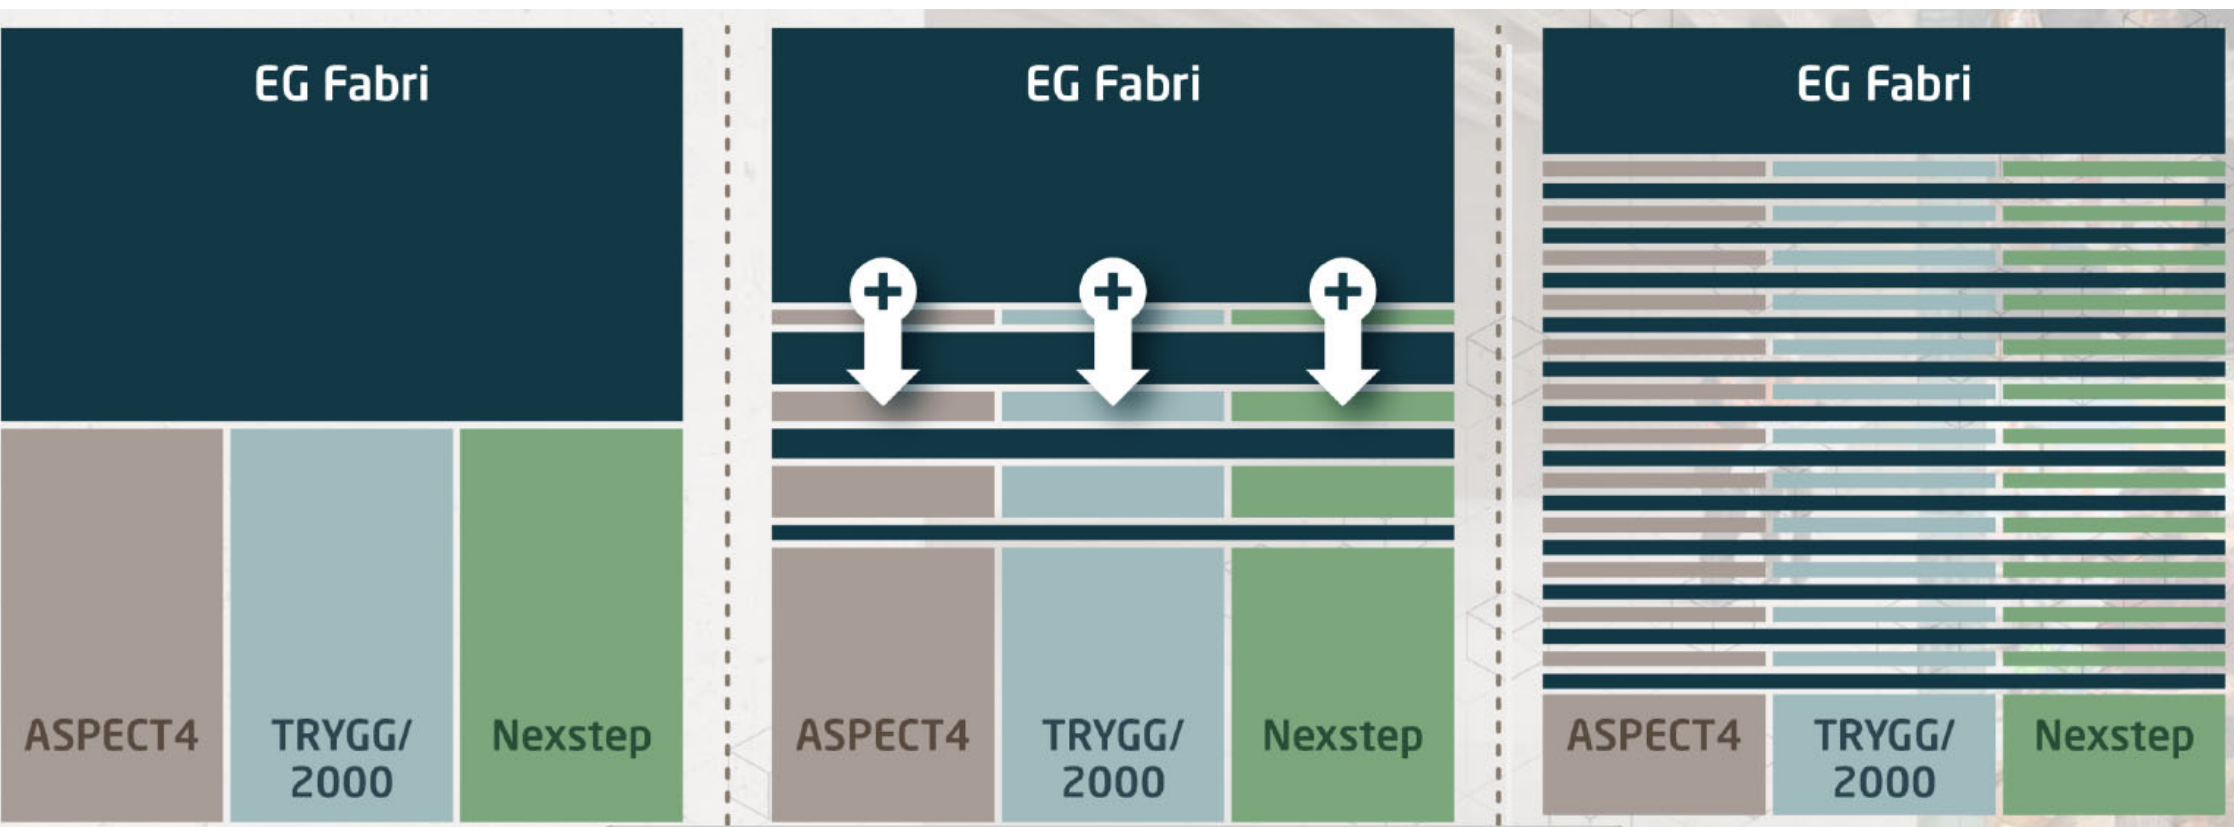 EG Fabri
ASPECT4
TRYGG/
2000
Nexstep
EG Fabri
ASPECT4
TRYGG/
2000
Nexstep
EG Fabri
ASPECT4
TRYGG/
2000
Nexstep